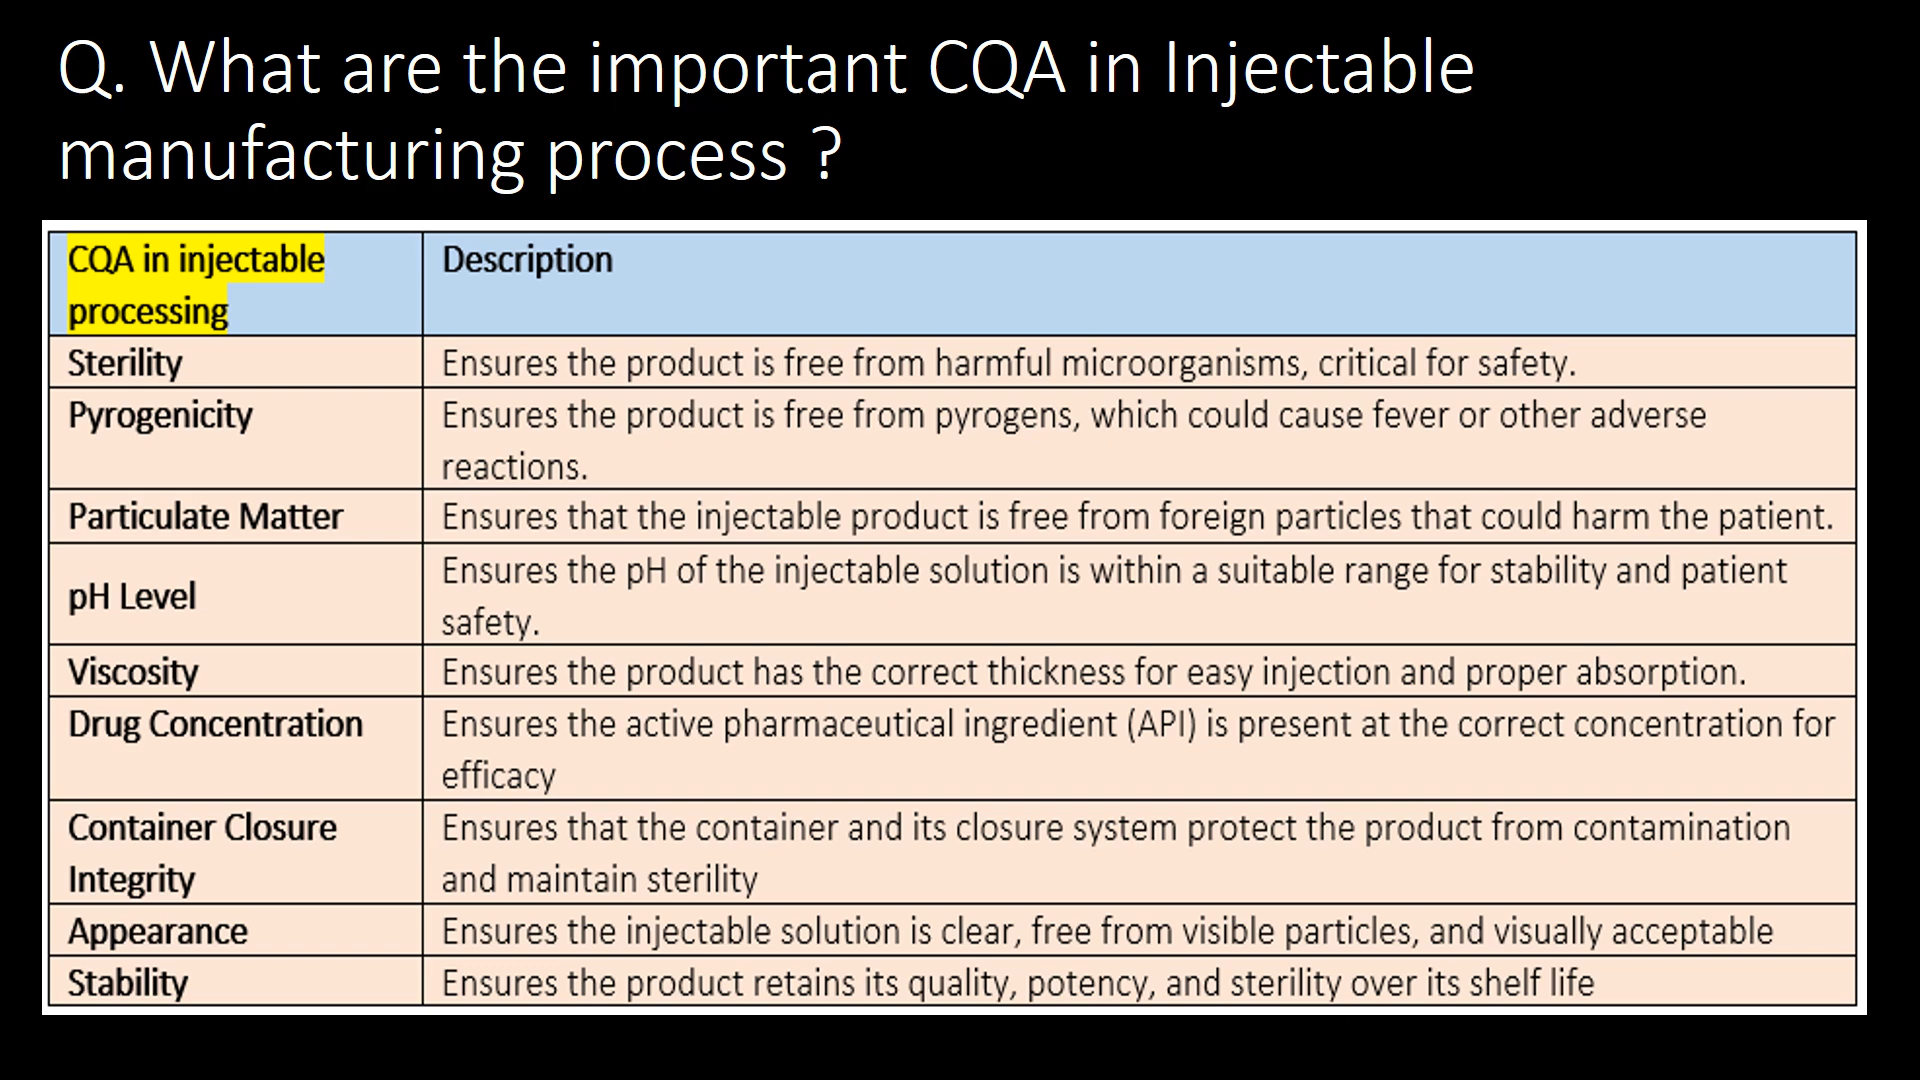 Q. What are the important CQA in Injectable
manufacturing process ?
CQA in injectable
processing
Description
Sterility
Ensures the product is free from harmful microorganisms, critical for safety.
Pyrogenicity
Ensures the product is free from pyrogens, which could cause fever or other adverse
reactions.
Particulate Matter
Ensures that the injectable product is free from foreign particles that could harm the patient.
pH Level
Ensures the pH of the injectable solution is within a suitable range for stability and patient
safety.
Viscosity
Ensures the product has the correct thickness for easy injection and proper absorption.
Drug Concentration
Ensures the active pharmaceutical ingredient (API) is present at the correct concentration for
efficacy
Container Closure
Integrity
Ensures that the container and its closure system protect the product from contamination
and maintain sterility
Appearance
Ensures the injectable solution is clear, free from visible particles, and visually acceptable
Stability
Ensures the product retains its quality, potency, and sterility over its shelf life